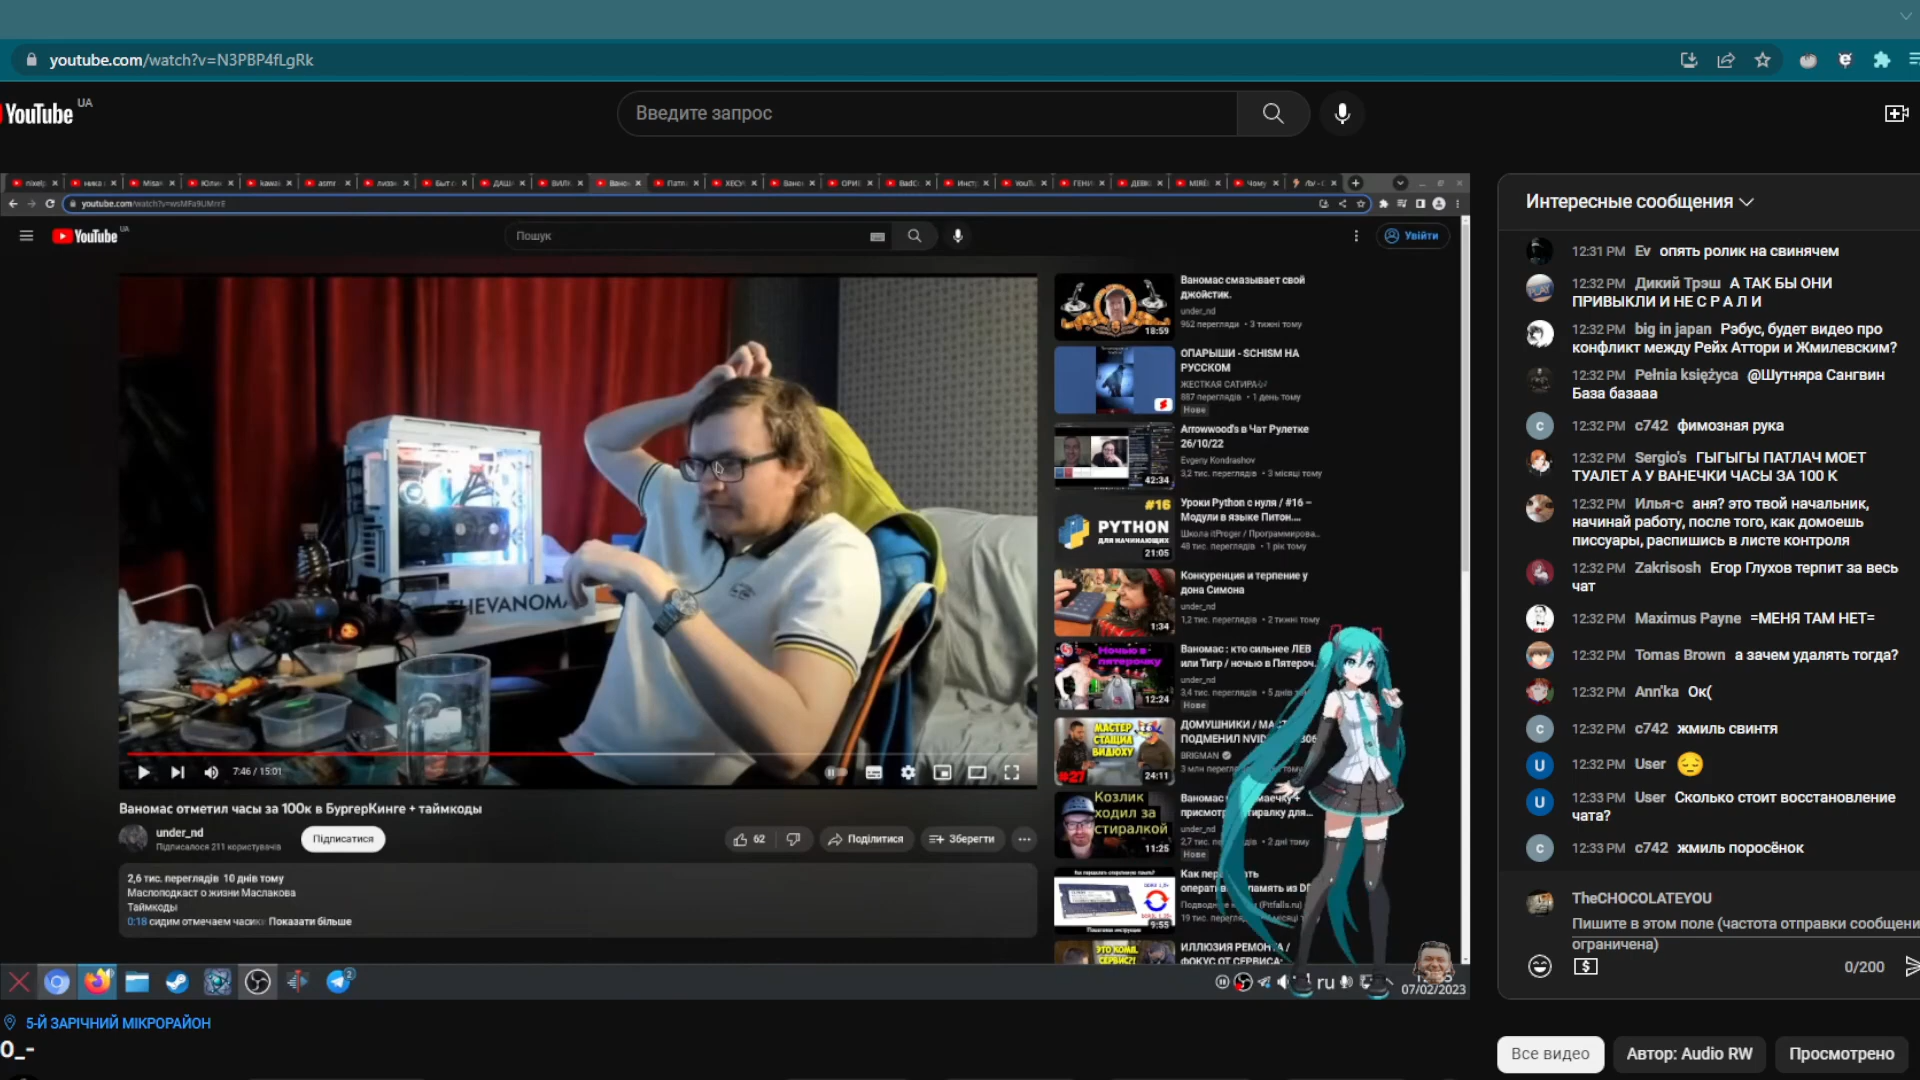 youtube.com/watch?v=N3PBP4fLgRk
YouTube UA
Введите запрос
youtube.com/watch?v=wsMFa9UMrrE
YouTube UA
Пошук
Увійти
THEVANOMA
7:46 / 15:01
Ваномас отметил часы за 100к в БургерКинге + таймкоды
under_nd
Підписалося 211 користувачів
Підписатися
62
Поділитися
Зберегти
2,6 тис. переглядів 10 днів тому
Маслоподкаст о жизни Маслакова
Таймкоды
0:18 сидим отмечаем часик
Показати більше
18:59
Ваномас смазывает свой
джойстик.
under_nd
952 перегляди • 3 тижні тому
ОПАРЫШИ - SCHISM НА
РУССКОМ
ЖЕСТКАЯ САТИРА
887 переглядів • 1 день тому
Нове
42:34
Arrowwood's в Чат Рулетке
26/10/22
Evgeny Kondrashov
3,2 тис. переглядів • 3 місяці тому
#16
PYTHON
ДЛЯ НАЧИНАЮЩИХ
21:05
Уроки Python с нуля / #16 –
Модули в языке Питон....
Школа itProger / Программирова...
48 тис. переглядів • 1 рік тому
1:34
Конкуренция и терпение у
дона Симона
under_nd
1,2 тис. переглядів • 2 тижні тому
Ночью в
пятерочку
12:24
Ваномас : кто сильнее ЛЕВ
или Тигр / ночью в Пятероч
under_nd
3,4 тис. переглядів • 5 днів
Нове
МАСТЕР
СТАЩИЛ
ВИДЮХУ
#27
24:11
ДОМУШНИКИ /
ПОДМЕНИЛ NVID
BRIGMAN
3 млн
Козлик
ходил за
стиралкой
11:25
Ваномас
under_nd
2,7 тис. • 2 дні тому
Нове
9:55
Как
19 тис.
ИЛЛЮЗИЯ РЕМОНТА /
ФОКУС ОТ СЕРВИСА:
ru
07/02/2023
Интересные сообщения
12:31 PM Ev опять ролик на свинячем
12:32 PM Дикий Трэш А ТАК БЫ ОНИ
ПРИВЫКЛИ И НЕ С Р А Л И
12:32 PM big in japan Рэбус, будет видео про
конфликт между Рейх Аттори и Жмилевским?
12:32 PM Pełnia księżyca @Шутняра Сангвин
База базааа
12:32 PM c742 фимозная рука
12:32 PM Sergio's ГЫГЫГЫ ПАТЛАЧ МОЕТ
ТУАЛЕТ А У ВАНЕЧКИ ЧАСЫ ЗА 100 К
12:32 PM Илья-с аня? это твой начальник,
начинай работу, после того, как домоешь
писсуары, распишись в листе контроля
12:32 PM Zakrisosh Егор Глухов терпит за весь
чат
12:32 PM Maximus Payne =МЕНЯ ТАМ НЕТ=
12:32 PM Tomas Brown а зачем удалять тогда?
12:32 PM Ann'ka Ок(
12:32 PM c742 жмиль свинтя
12:32 PM User 😔
12:33 PM User Сколько стоит восстановление
чата?
12:33 PM c742 жмиль поросёнок
TheCHOCOLATEYOU
Пишите в этом поле (частота отправки сообщени
ограничена)
0/200
5-Й ЗАРІЧНИЙ МІКРОРАЙОН
0_-
Все видео
Автор: Audio RW
Просмотрено